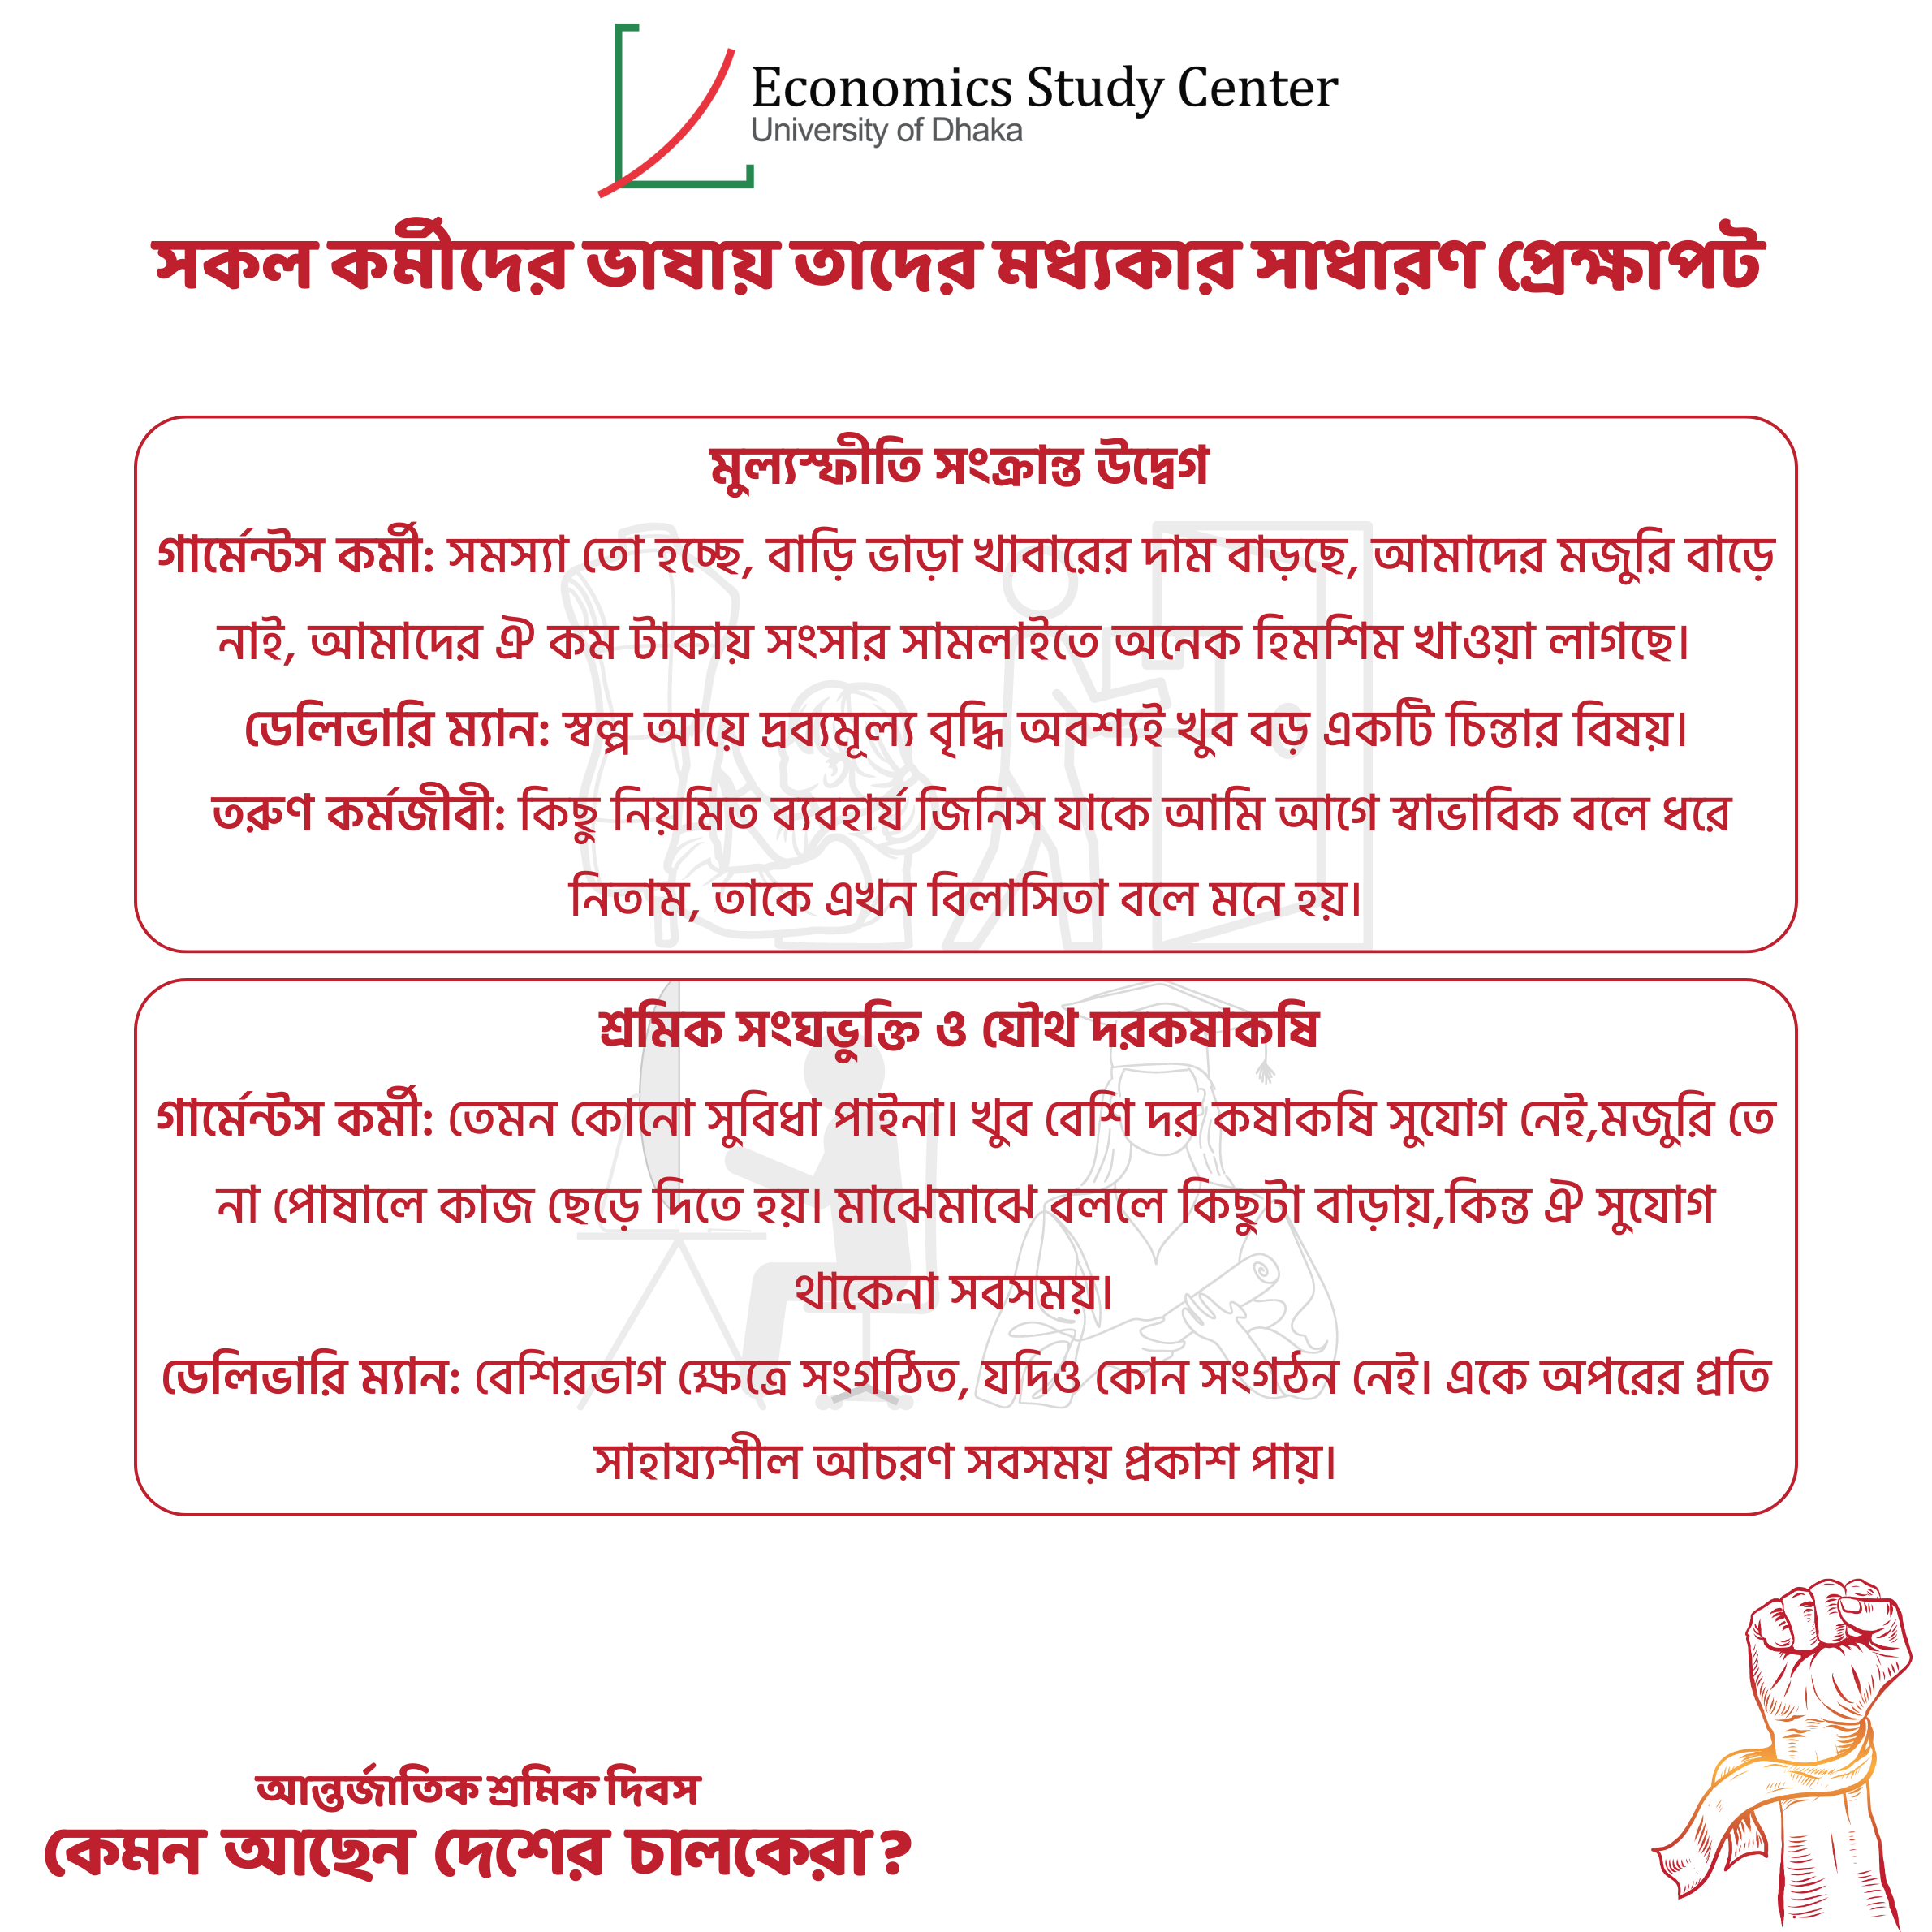 Economics Study Center
University of Dhaka
সকল কর্মীদের ভাষায় তাদের মধ্যকার সাধারণ প্রেক্ষাপট
মুল্যস্ফীতি সংক্রান্ত উদ্বেগ
গার্মেন্টস কর্মী: সমস্যা তো হচ্ছে, বাড়ি ভাড়া খাবারের দাম বাড়ছে, আমাদের মজুরি বাড়ে
নাই, আমাদের ঐ কম টাকায় সংসার সামলাইতে অনেক হিমশিম খাওয়া লাগছে।
ডেলিভারি ম্যান: স্বল্প আয়ে দ্রব্যমূল্য বৃদ্ধি অবশ্যই খুব বড় একটি চিন্তার বিষয়।
তরুণ কর্মজীবী: কিছু নিয়মিত ব্যবহার্য জিনিস যাকে আমি আগে স্বাভাবিক বলে ধরে
নিতাম, তাকে এখন বিলাসিতা বলে মনে হয়।
শ্রমিক সংঘভুক্তি ও যৌথ দরকষাকষি
গার্মেন্টস কর্মী: তেমন কোনো সুবিধা পাইনা। খুব বেশি দর কষাকষি সুযোগ নেই,মজুরি তে
না পোষালে কাজ ছেড়ে দিতে হয়। মাঝেমাঝে বললে কিছুটা বাড়ায়,কিন্ত ঐ সুযোগ
থাকেনা সবসময়।
ডেলিভারি ম্যান: বেশিরভাগ ক্ষেত্রে সংগঠিত, যদিও কোন সংগঠন নেই। একে অপরের প্রতি
সাহায্যশীল আচরণ সবসময় প্রকাশ পায়।
আন্তর্জাতিক শ্রমিক দিবস
কেমন আছেন দেশের চালকেরা?